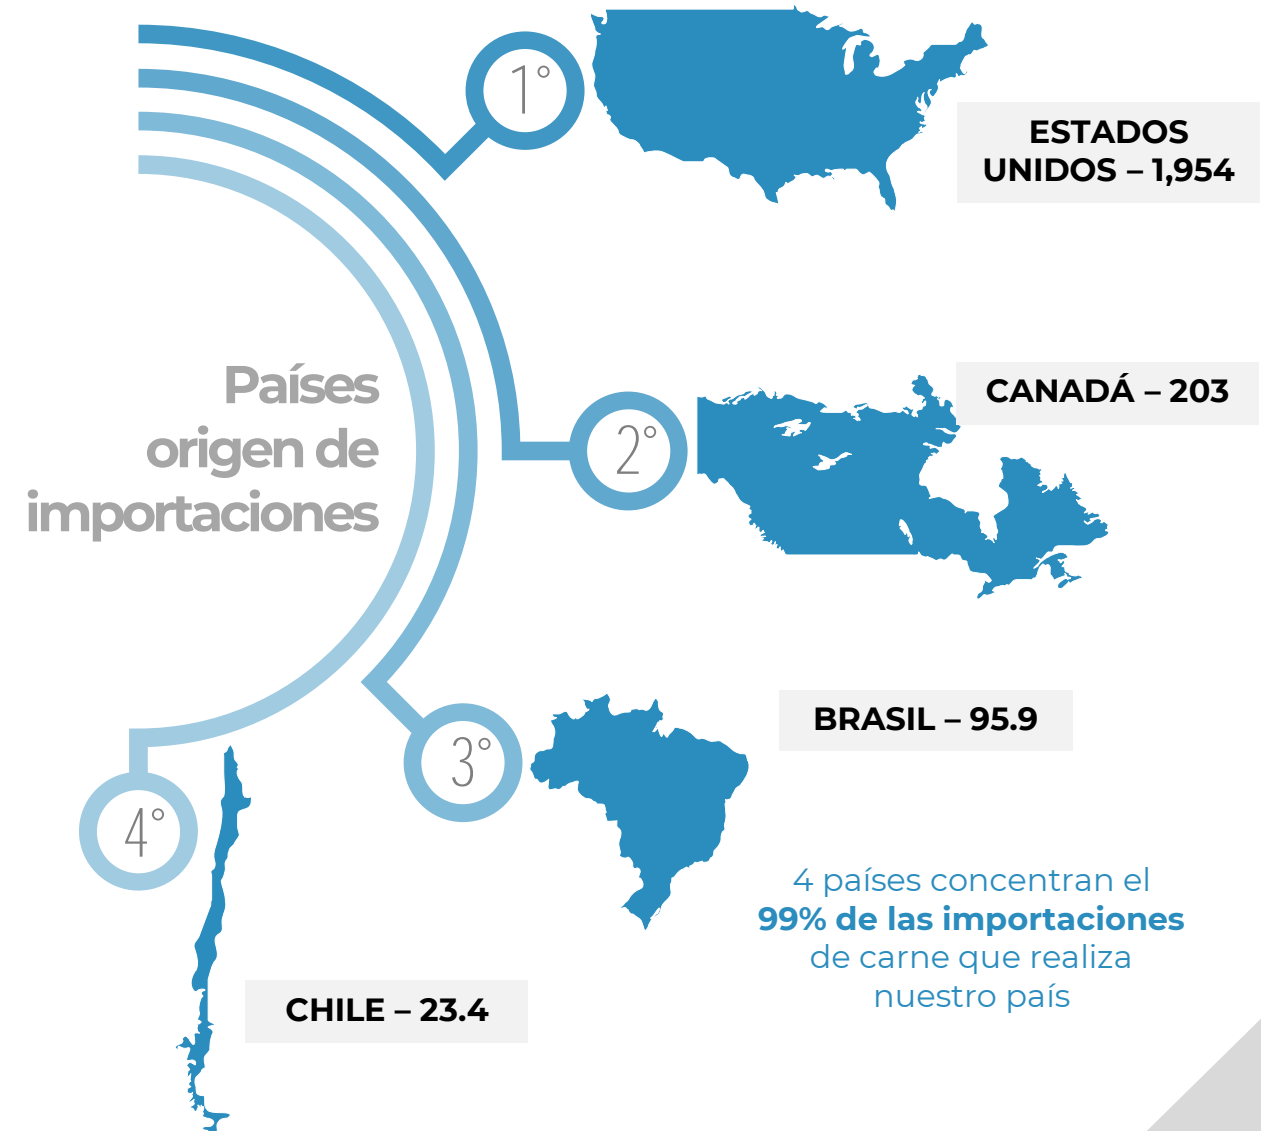 1°
ESTADOS
UNIDOS – 1,954
Países
origen de
importaciones
2°
CANADÁ – 203
3°
BRASIL – 95.9
4°
CHILE – 23.4
4 países concentran el
99% de las importaciones
de carne que realiza
nuestro país